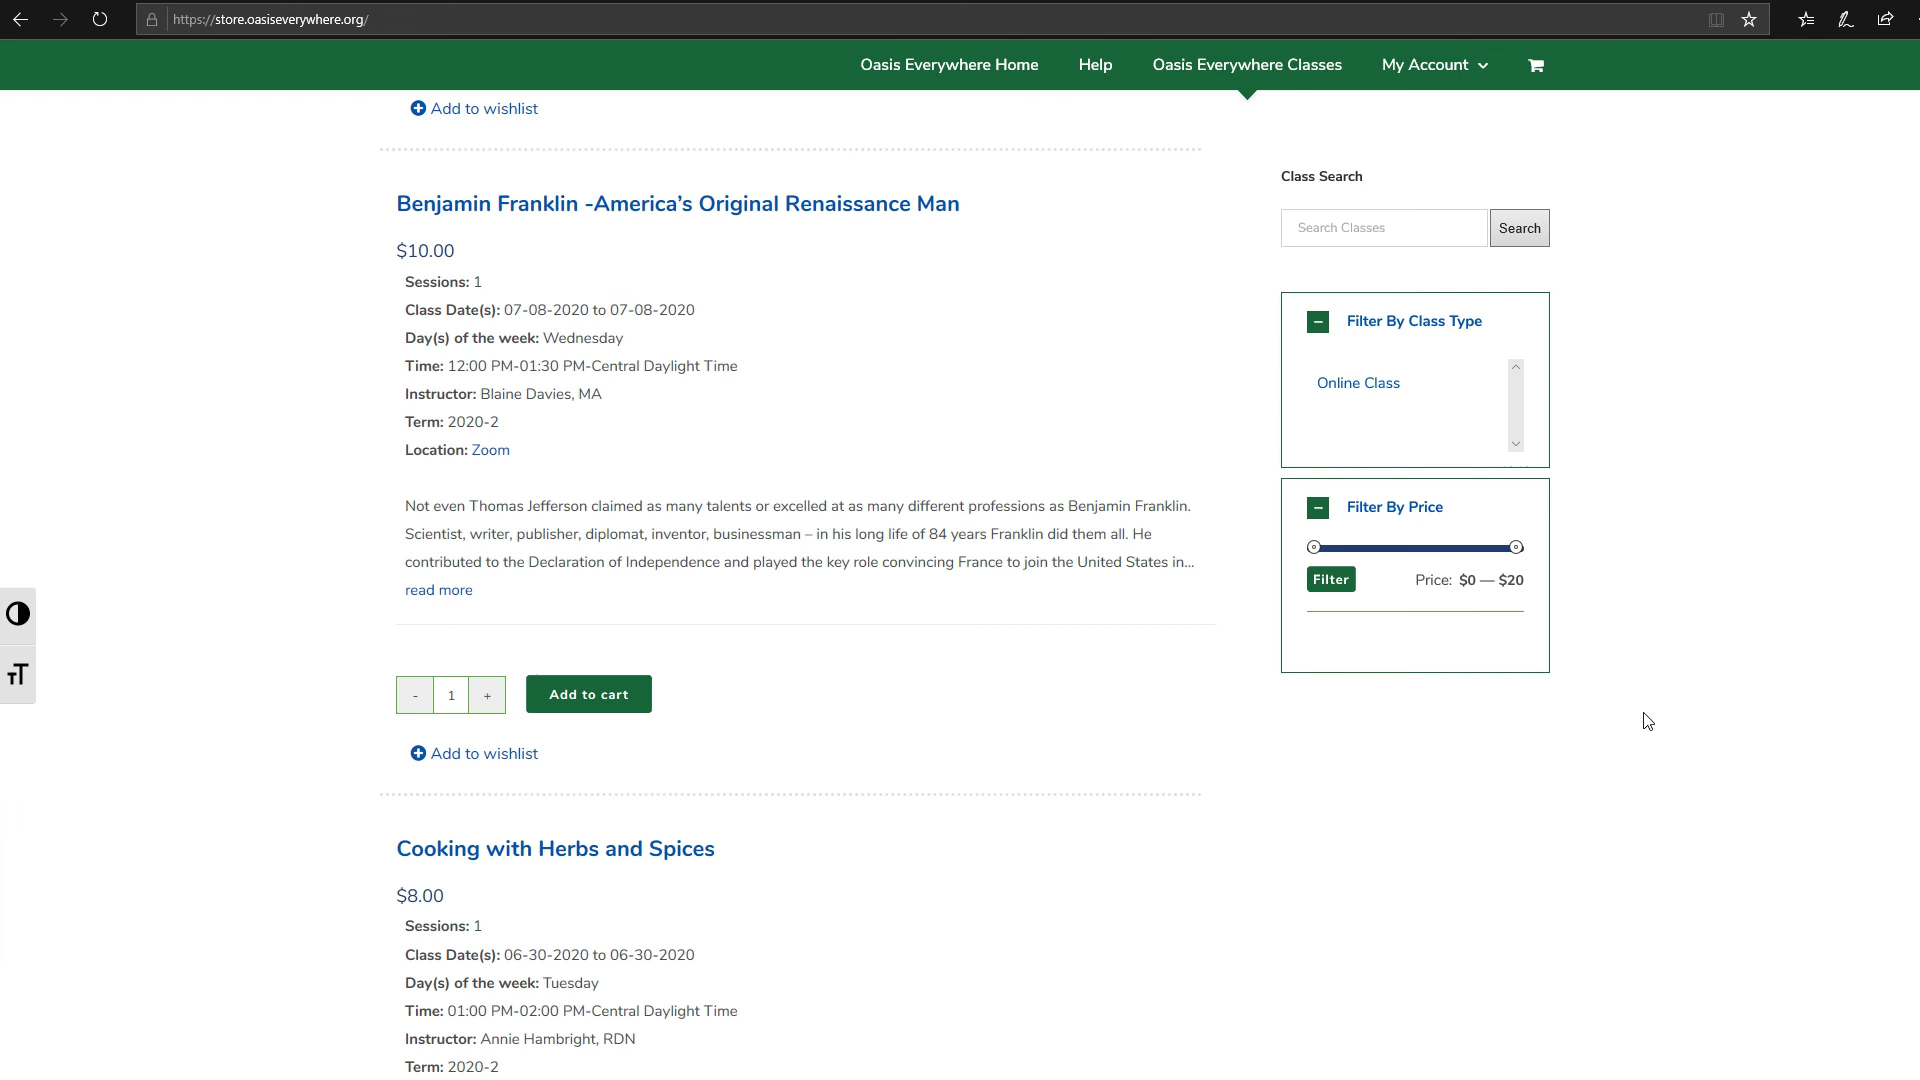 https://store.oasiseverywhere.org/
Oasis Everywhere Home
Help
Oasis Everywhere Classes
My Account
Add to wishlist
Benjamin Franklin -America’s Original Renaissance Man
$10.00
Sessions: 1
Class Date(s): 07-08-2020 to 07-08-2020
Day(s) of the week: Wednesday
Time: 12:00 PM-01:30 PM-Central Daylight Time
Instructor: Blaine Davies, MA
Term: 2020-2
Location: Zoom
Not even Thomas Jefferson claimed as many talents or excelled at as many different professions as Benjamin Franklin.
Scientist, writer, publisher, diplomat, inventor, businessman – in his long life of 84 years Franklin did them all. He
contributed to the Declaration of Independence and played the key role convincing France to join the United States in...
read more
- 1 +
Add to cart
Add to wishlist
Cooking with Herbs and Spices
$8.00
Sessions: 1
Class Date(s): 06-30-2020 to 06-30-2020
Day(s) of the week: Tuesday
Time: 01:00 PM-02:00 PM-Central Daylight Time
Instructor: Annie Hambright, RDN
Term: 2020-2
Class Search
Search Classes
Search
Filter By Class Type
Online Class
Filter By Price
Filter
Price: $0 — $20